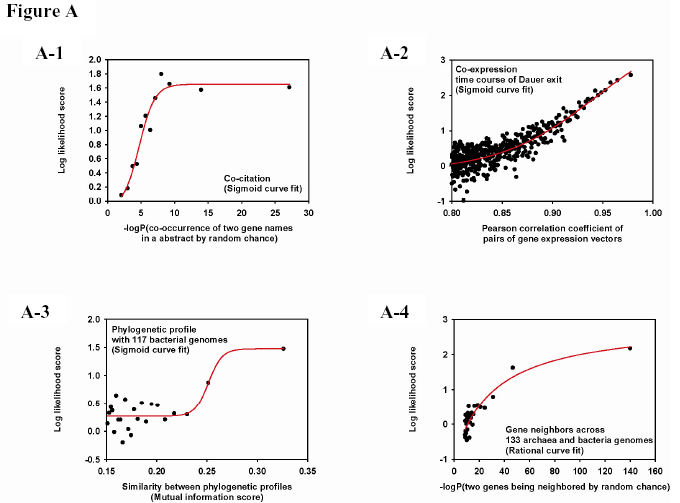 Figure A
A-1
Log likelihood score
2.0
1.8
1.6
1.4
1.2
1.0
0.8
0.6
0.4
0.2
0.0
Co-citation
(Sigmoid curve fit)
0 5 10 15 20 25 30
-logP(co-occurrence of two gene names
in a abstract by random chance)
A-2
Log likelihood score
3
2
1
0
-1
Co-expression
time course of Dauer exit
(Sigmoid curve fit)
0.80 0.85 0.90 0.95 1.00
Pearson correlation coefficient of
pairs of gene expression vectors
A-3
Log likelihood score
2.0
1.5
1.0
0.5
0.0
-0.5
Phylogenetic profile
with 117 bacterial genomes
(Sigmoid curve fit)
0.15 0.20 0.25 0.30 0.35
Similarity between phylogenetic profiles
(Mutual information score)
A-4
Log likelihood score
3
2
1
0
-1
Gene neighbors across
133 archaea and bacteria genomes
(Rational curve fit)
0 20 40 60 80 100 120 140 160
-logP(two genes being neighbored by random chance)